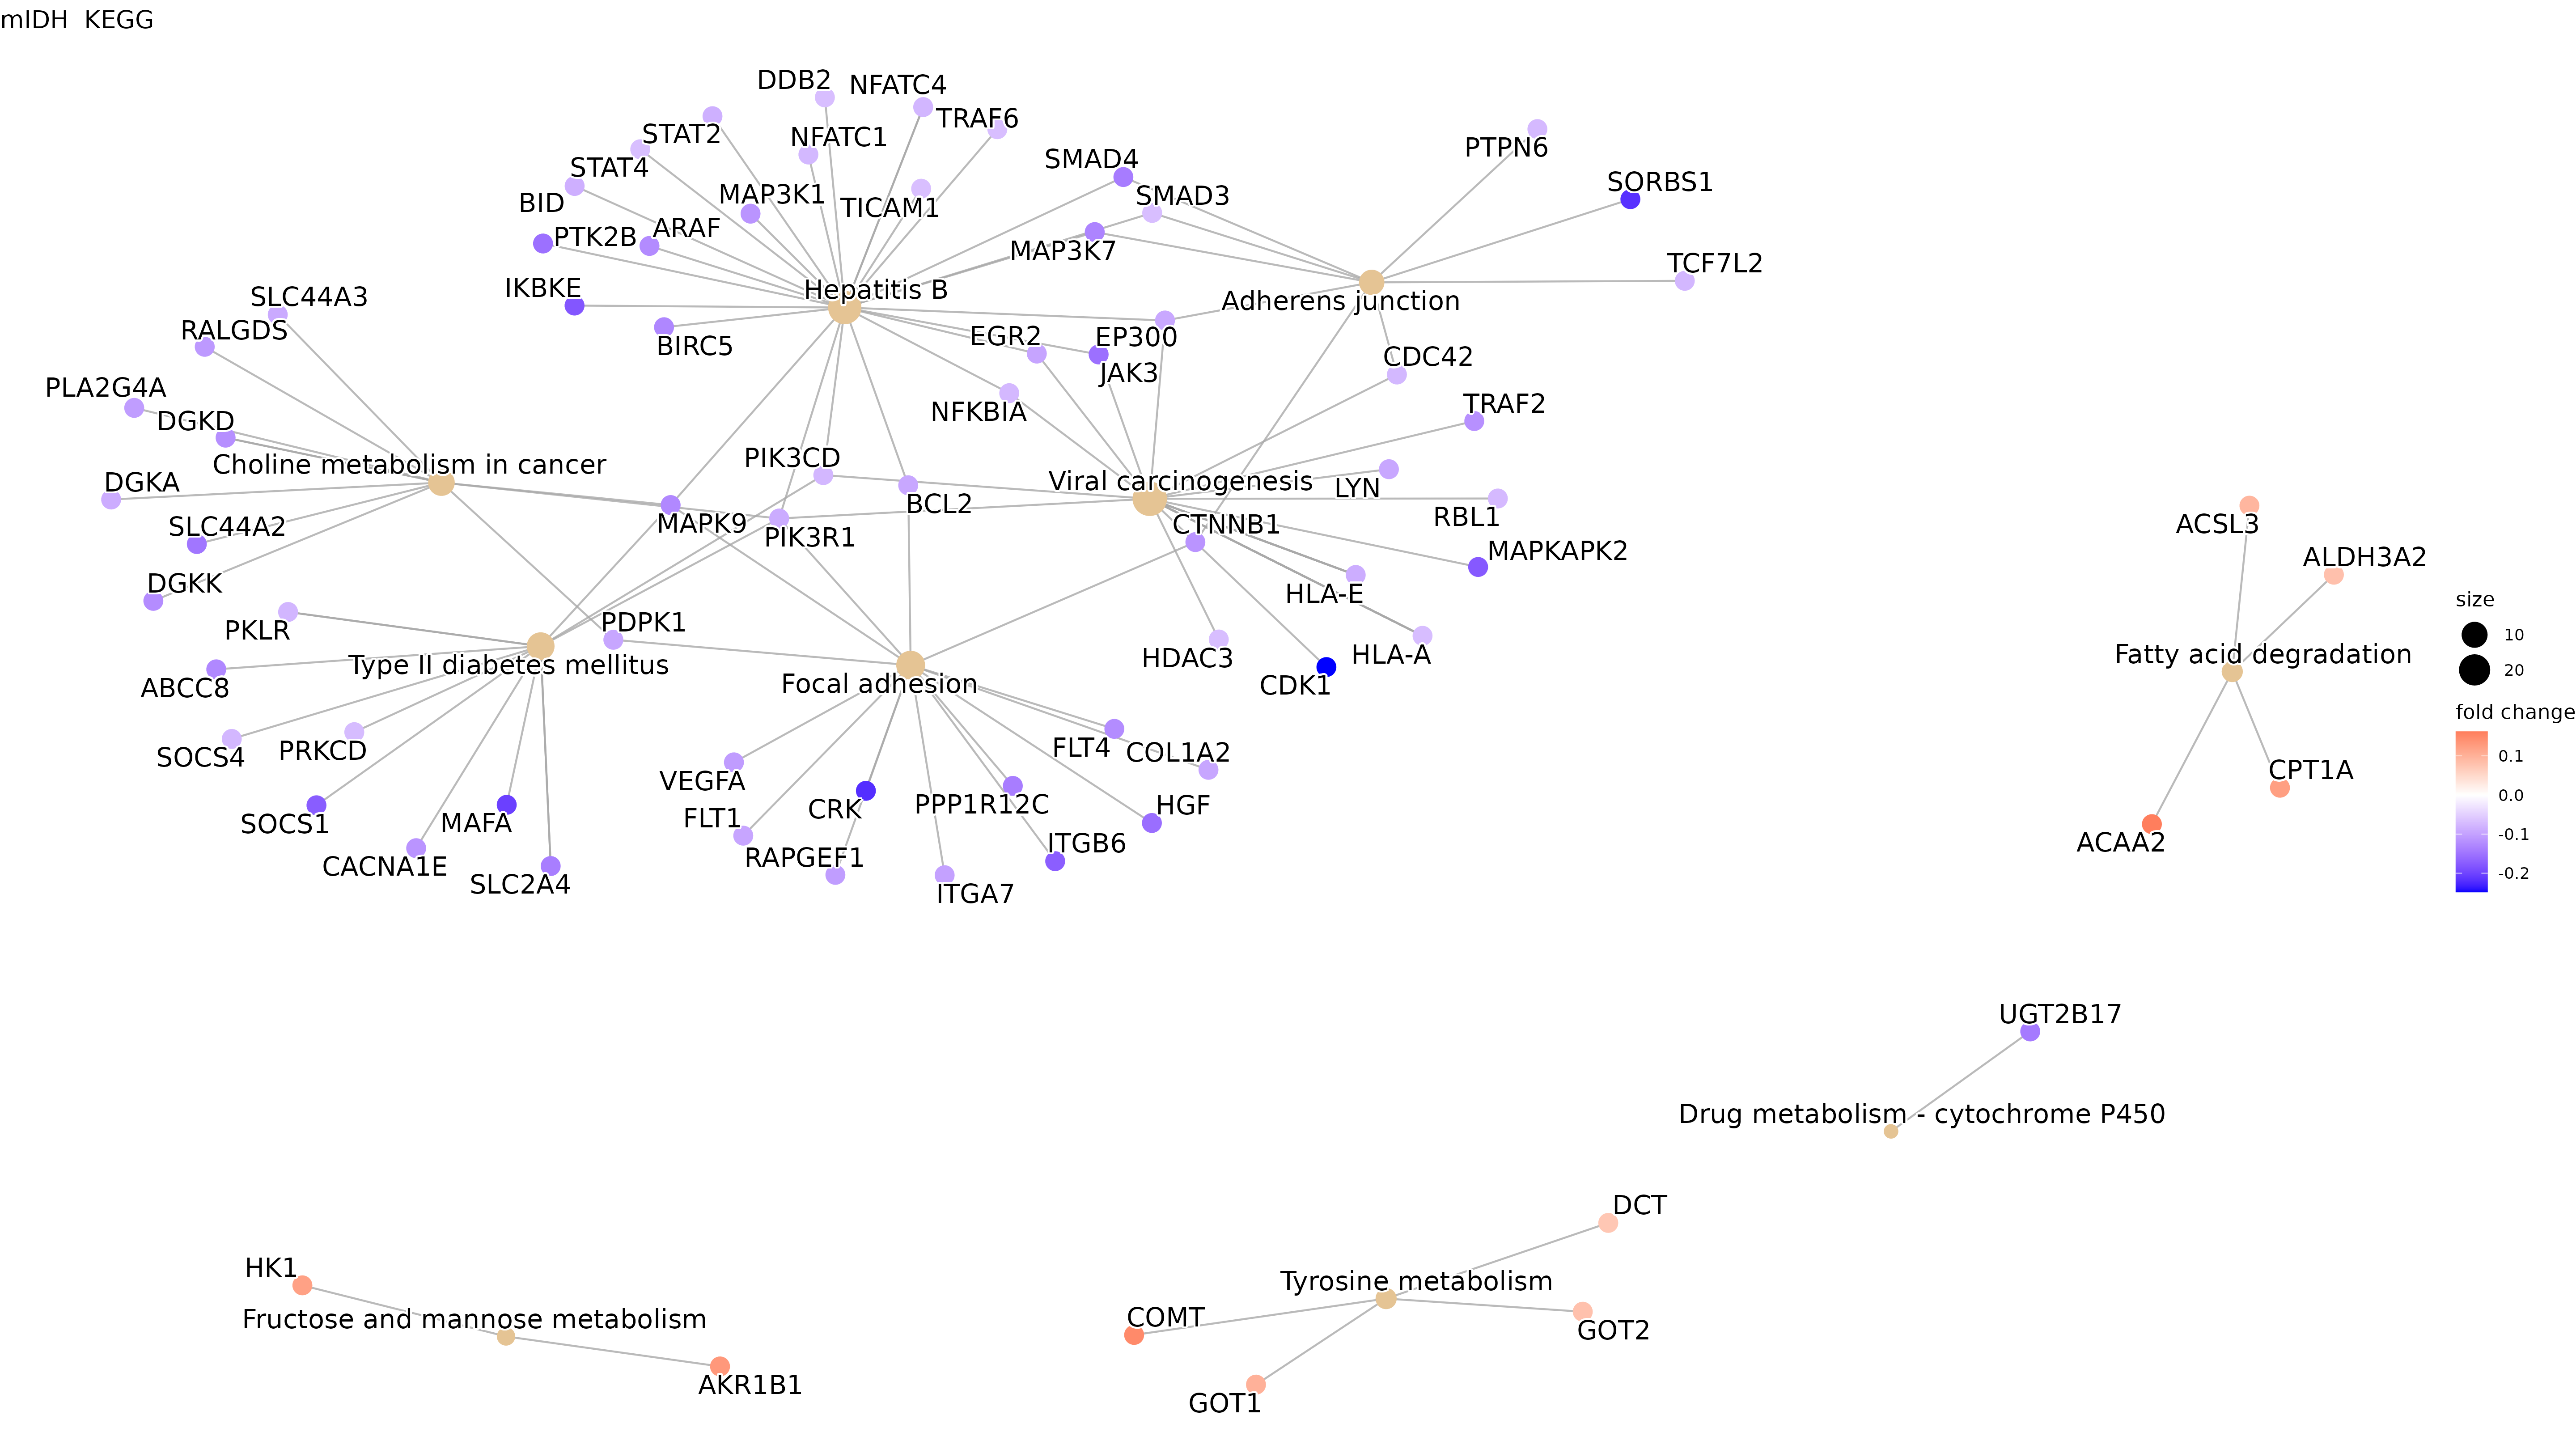 mIDH  KEGG
DDB2
NFATC4
TRAF6
STAT2
NFATC1
PTPN6
STAT4
SMAD4
SORBS1
BID
MAP3K1
TICAM1
SMAD3
PTK2B
ARAF
MAP3K7
TCF7L2
IKBKE
Hepatitis B
Adherens junction
SLC44A3
RALGDS
BIRC5
EGR2
EP300
JAK3
CDC42
PLA2G4A
DGKD
NFKBIA
TRAF2
Choline metabolism in cancer
PIK3CD
Viral carcinogenesis
LYN
DGKA
BCL2
RBL1
SLC44A2
MAPK9
PIK3R1
CTNNB1
MAPKAPK2
ACSL3
ALDH3A2
DGKK
HLA-E
PKLR
PDPK1
HDAC3
HLA-A
Type II diabetes mellitus
Focal adhesion
CDK1
ABCC8
Fatty acid degradation
SOCS4
PRKCD
FLT4
COL1A2
VEGFA
CPT1A
SOCS1
MAFA
FLT1
CRK
PPP1R12C
HGF
ACAA2
CACNA1E
SLC2A4
RAPGEF1
ITGB6
ITGA7
size
10
20
fold change
0.1
0.0
-0.1
-0.2
UGT2B17
Drug metabolism - cytochrome P450
DCT
HK1
Tyrosine metabolism
Fructose and mannose metabolism
COMT
GOT2
AKR1B1
GOT1